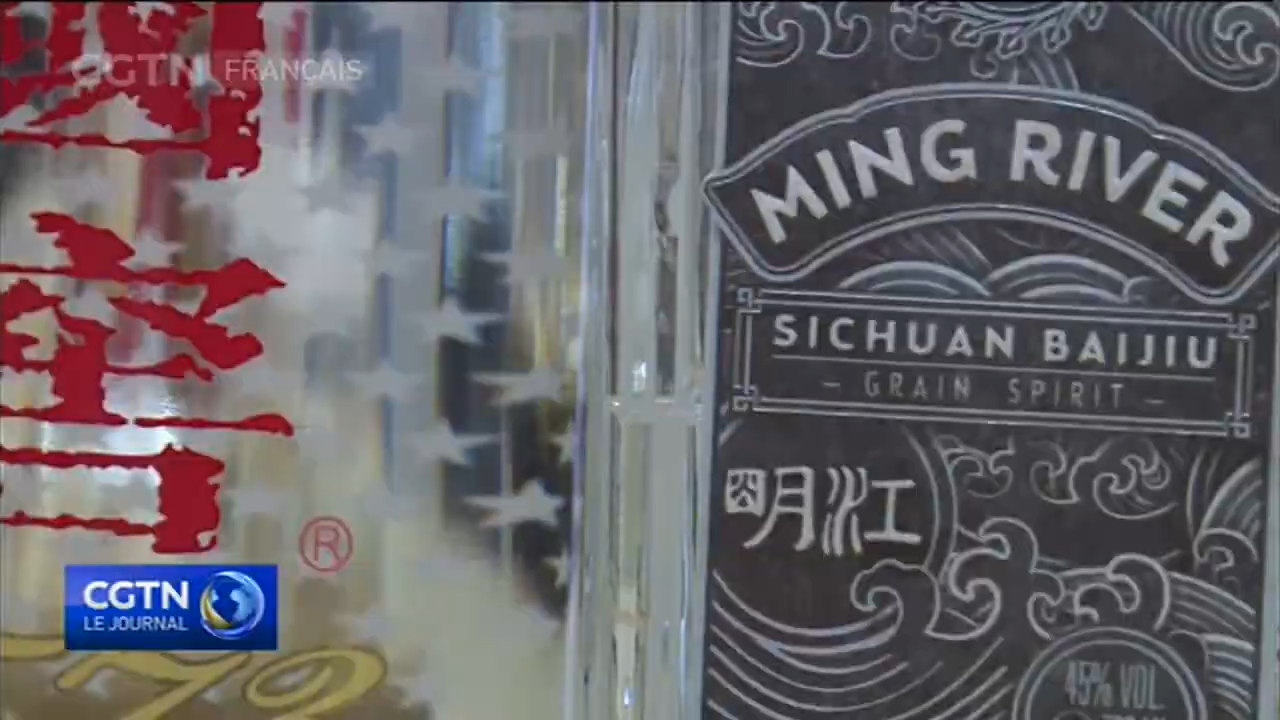 CGTN FRANÇAIS
MING RIVER
SICHUAN BAIJIU
– GRAIN SPIRIT –
明江
45% VOL
®
CGTN
LE JOURNAL